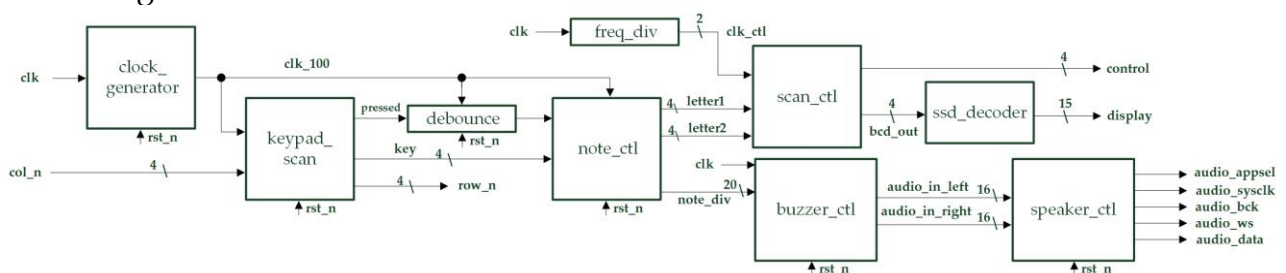 clk
clock_
generator
rst_n
clk_100
col_n
4
keypad_
scan
rst_n
pressed
debounce
rst_n
key
4
4
row_n
note_ctl
rst_n
4
letter1
4
letter2
20
note_div
clk
freq_div
2
clk_ctl
scan_ctl
4
control
4
bcd_out
ssd_decoder
15
display
clk
buzzer_ctl
rst_n
audio_in_left
16
audio_in_right
16
speaker_ctl
rst_n
audio_appsel
audio_sysclk
audio_bck
audio_ws
audio_data